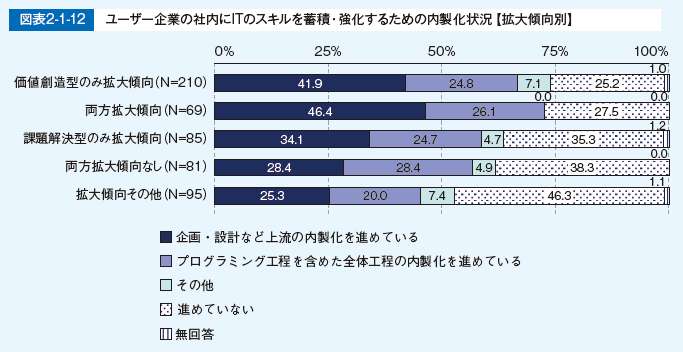 図表2-1-12 ユーザー企業の社内にITのスキルを蓄積・強化するための内製化状況【拡大傾向別】
0% 25% 50% 75% 100%
1.0
価値創造型のみ拡大傾向(N=210) 41.9 24.8 7.1 25.2
0.0 0.0
両方拡大傾向(N=69) 46.4 26.1 27.5
1.2
課題解決型のみ拡大傾向(N=85) 34.1 24.7 4.7 35.3
0.0
両方拡大傾向なし(N=81) 28.4 28.4 4.9 38.3
1.1
拡大傾向その他(N=95) 25.3 20.0 7.4 46.3
企画・設計など上流の内製化を進めている
プログラミング工程を含めた全体工程の内製化を進めている
その他
進めていない
無回答